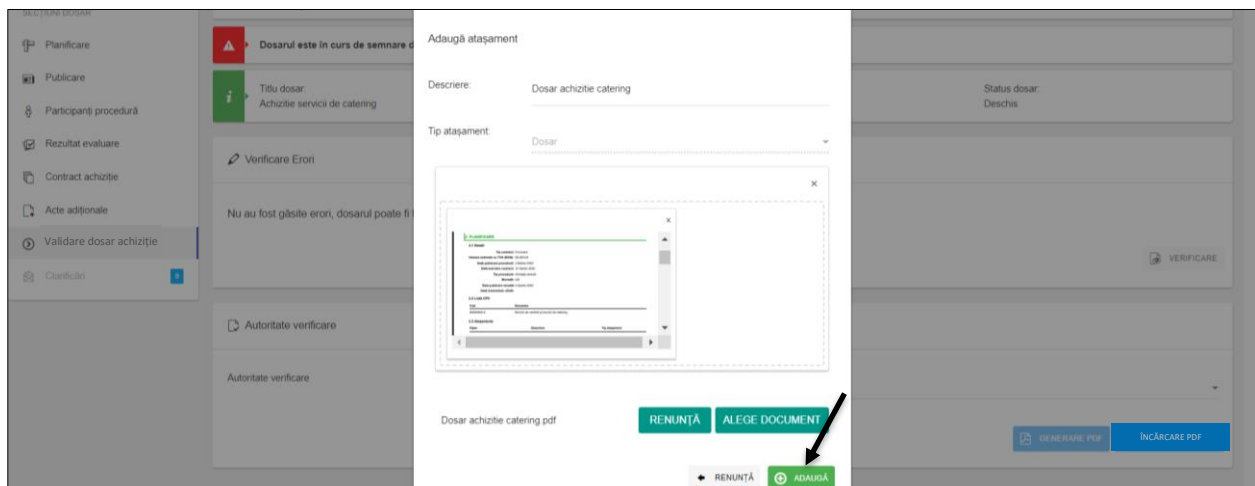 SECȚIUNI DOSAR
Planificare
Publicare
Participanți procedură
Rezultat evaluare
Contract achiziție
Acte adiționale
Validare dosar achiziție
Clarificări
Dosarul este în curs de semnare d
Titlu dosar:
Achizitie servicii de catering
Status dosar:
Deschis
Verificare Erori
Nu au fost găsite erori, dosarul poate fi
VERIFICARE
Autoritate verificare
Autoritate verificare
GENERARE PDF
ÎNCĂRCARE PDF
Adaugă atașament
Descriere:
Dosar achizitie catering
Tip atașament:
Dosar
Dosar achizitie catering.pdf
RENUNȚĂ
ALEGE DOCUMENT
RENUNȚĂ
ADAUGĂ